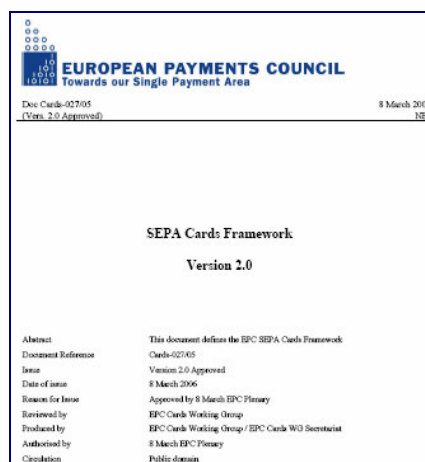 EUROPEAN PAYMENTS COUNCIL
Towards our Single Payment Area
Doc Cards-027/05
8 March 200
(Vers. 2.0 Approved)
SEPA Cards Framework
Version 2.0
Abstract This document defines the EPC SEPA Cards Framework
Document Reference Cards-027/05
Issue Version 2.0 Approved
Date of issue 8 March 2006
Reason for Issue Approved by 8 March EPC Plenary
Reviewed by EPC Cards Working Group
Produced by EPC Cards Working Group / EPC Cards WG Secretariat
Authorised by 8 March EPC Plenary
Circulation Public domain